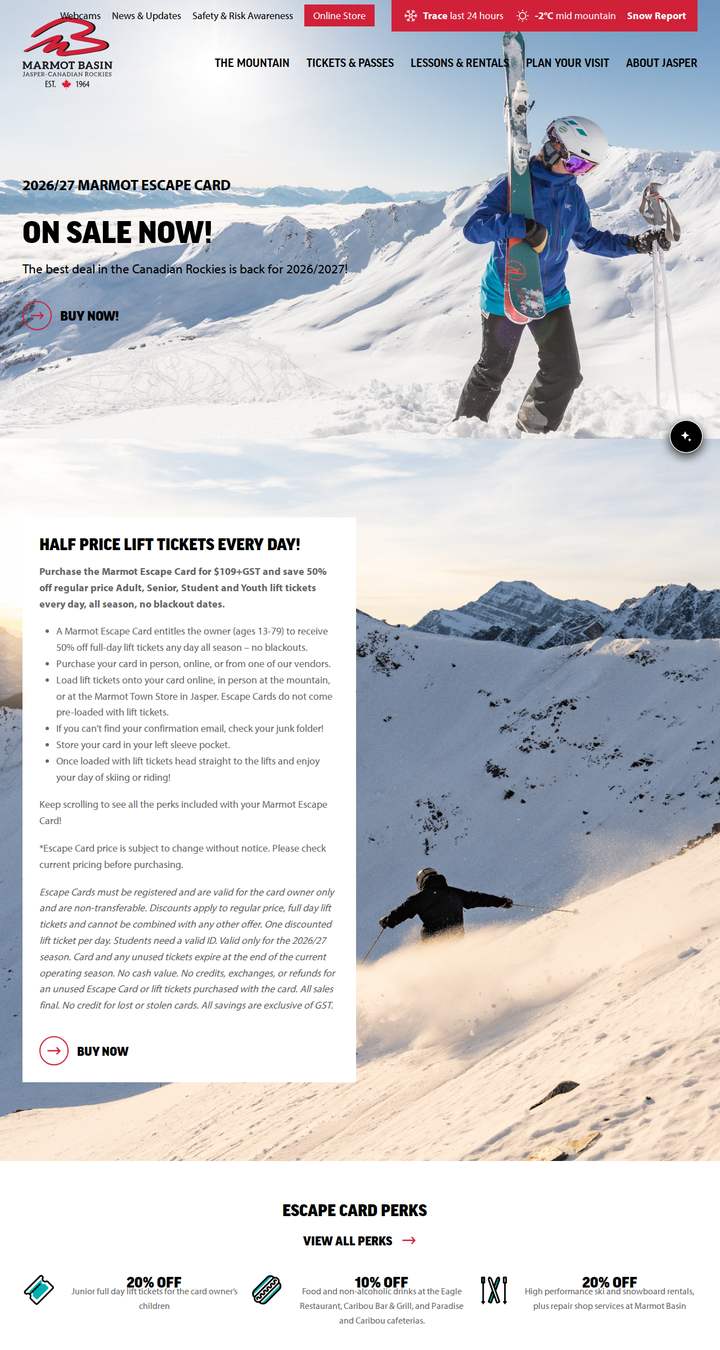 Webcams News & Updates Safety & Risk Awareness Online Store Trace last 24 hours -2°C mid mountain Snow Report
MARMOT BASIN
JASPER-CANADIAN ROCKIES
EST. 1964
THE MOUNTAIN TICKETS & PASSES LESSONS & RENTALS PLAN YOUR VISIT ABOUT JASPER
2026/27 MARMOT ESCAPE CARD
ON SALE NOW!
The best deal in the Canadian Rockies is back for 2026/2027!
BUY NOW!
HALF PRICE LIFT TICKETS EVERY DAY!
Purchase the Marmot Escape Card for $109+GST and save 50%
off regular price Adult, Senior, Student and Youth lift tickets
every day, all season, no blackout dates.
A Marmot Escape Card entitles the owner (ages 13-79) to receive
50% off full-day lift tickets any day all season – no blackouts.
Purchase your card in person, online, or from one of our vendors.
Load lift tickets onto your card online, in person at the mountain,
or at the Marmot Town Store in Jasper. Escape Cards do not come
pre-loaded with lift tickets.
If you can't find your confirmation email, check your junk folder!
Store your card in your left sleeve pocket.
Once loaded with lift tickets head straight to the lifts and enjoy
your day of skiing or riding!
Keep scrolling to see all the perks included with your Marmot Escape
Card!
*Escape Card price is subject to change without notice. Please check
current pricing before purchasing.
Escape Cards must be registered and are valid for the card owner only
and are non-transferable. Discounts apply to regular price, full day lift
tickets and cannot be combined with any other offer. One discounted
lift ticket per day. Students need a valid ID. Valid only for the 2026/27
season. Card and any unused tickets expire at the end of the current
operating season. No cash value. No credits, exchanges, or refunds for
an unused Escape Card or lift tickets purchased with the card. All sales
final. No credit for lost or stolen cards. All savings are exclusive of GST.
BUY NOW
ESCAPE CARD PERKS
VIEW ALL PERKS
20% OFF
Junior full day lift tickets for the card owner's
children
10% OFF
Food and non-alcoholic drinks at the Eagle
Restaurant, Caribou Bar & Grill, and Paradise
and Caribou cafeterias.
20% OFF
High performance ski and snowboard rentals,
plus repair shop services at Marmot Basin